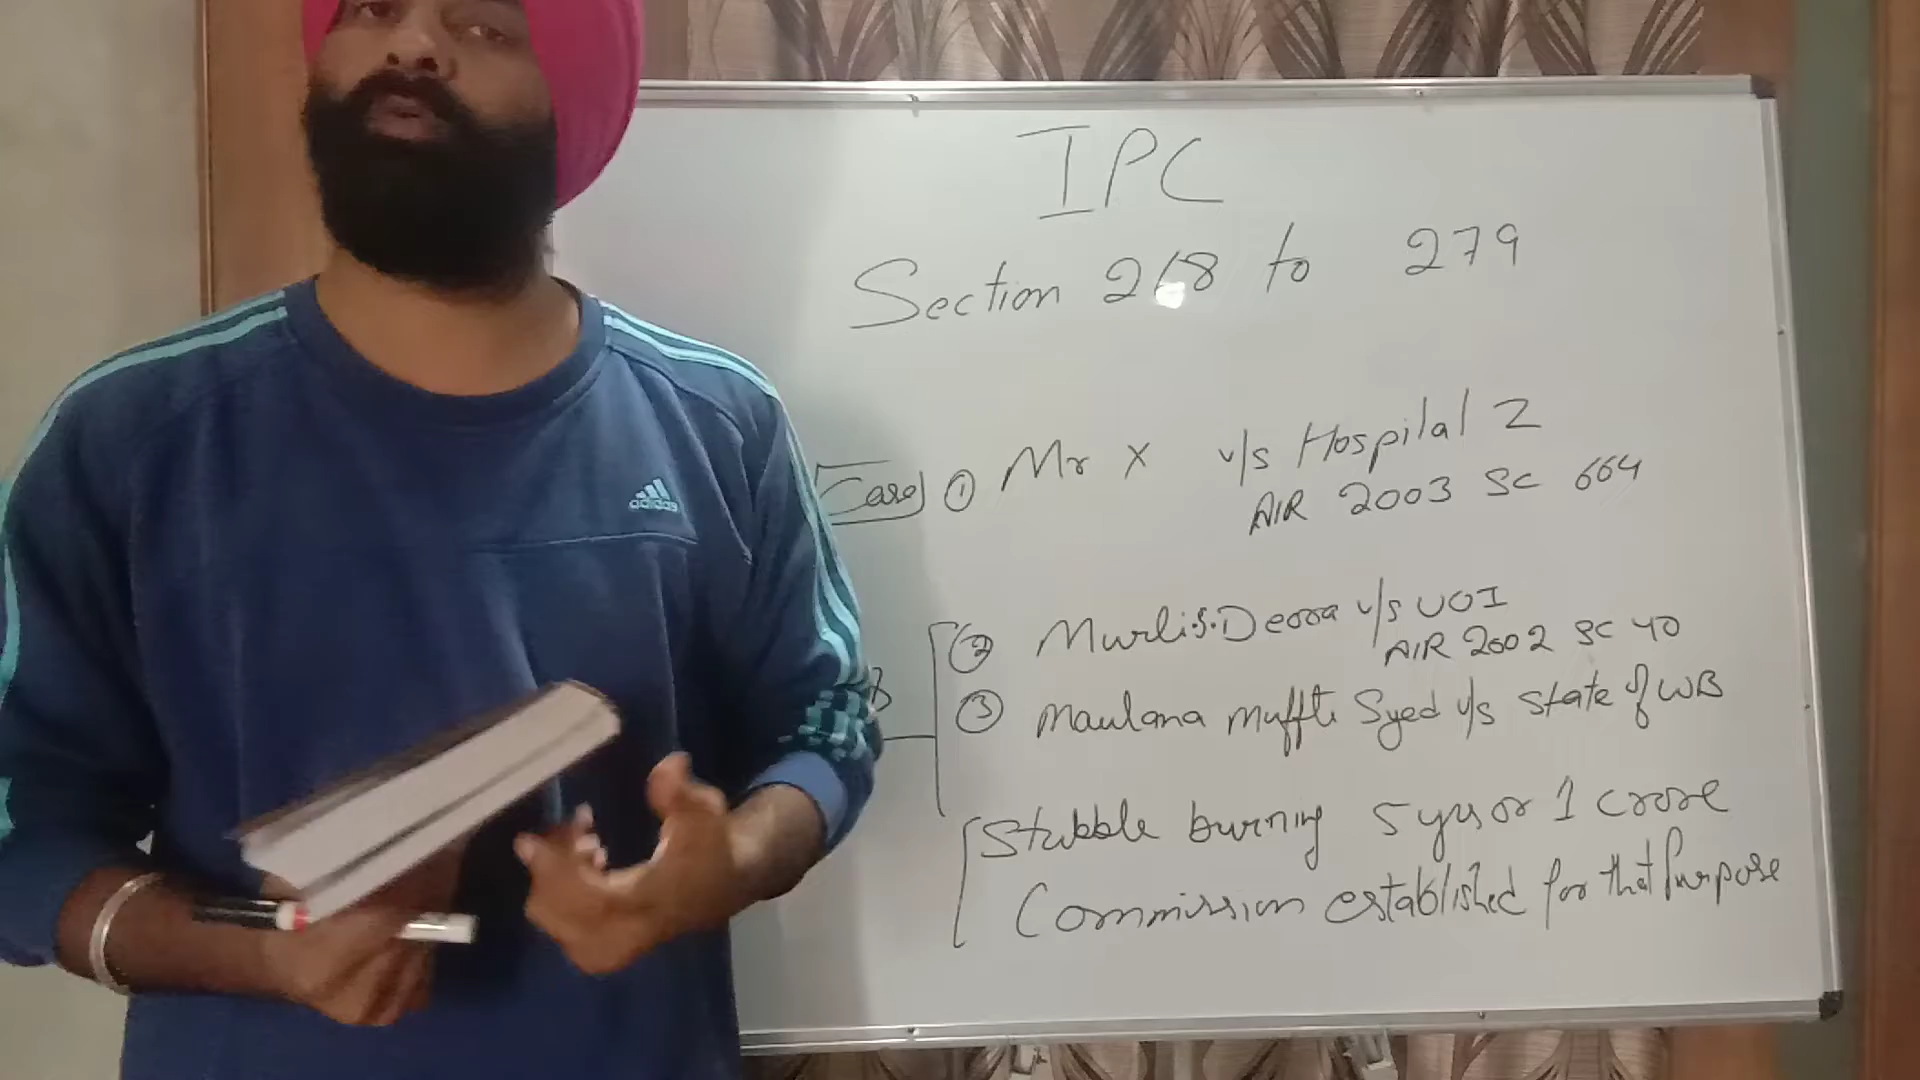 IPC
Section 268 to 279
Case ① Mr X v/s Hospital Z
AIR 2003 SC 664
② Murli.S.Deora v/s UOI
AIR 2002 SC 40
③ Maulana Muffti Syed v/s State of WB
Stubble burning 5 yrs or 1 crore
Commission established for that Purpose
adidas